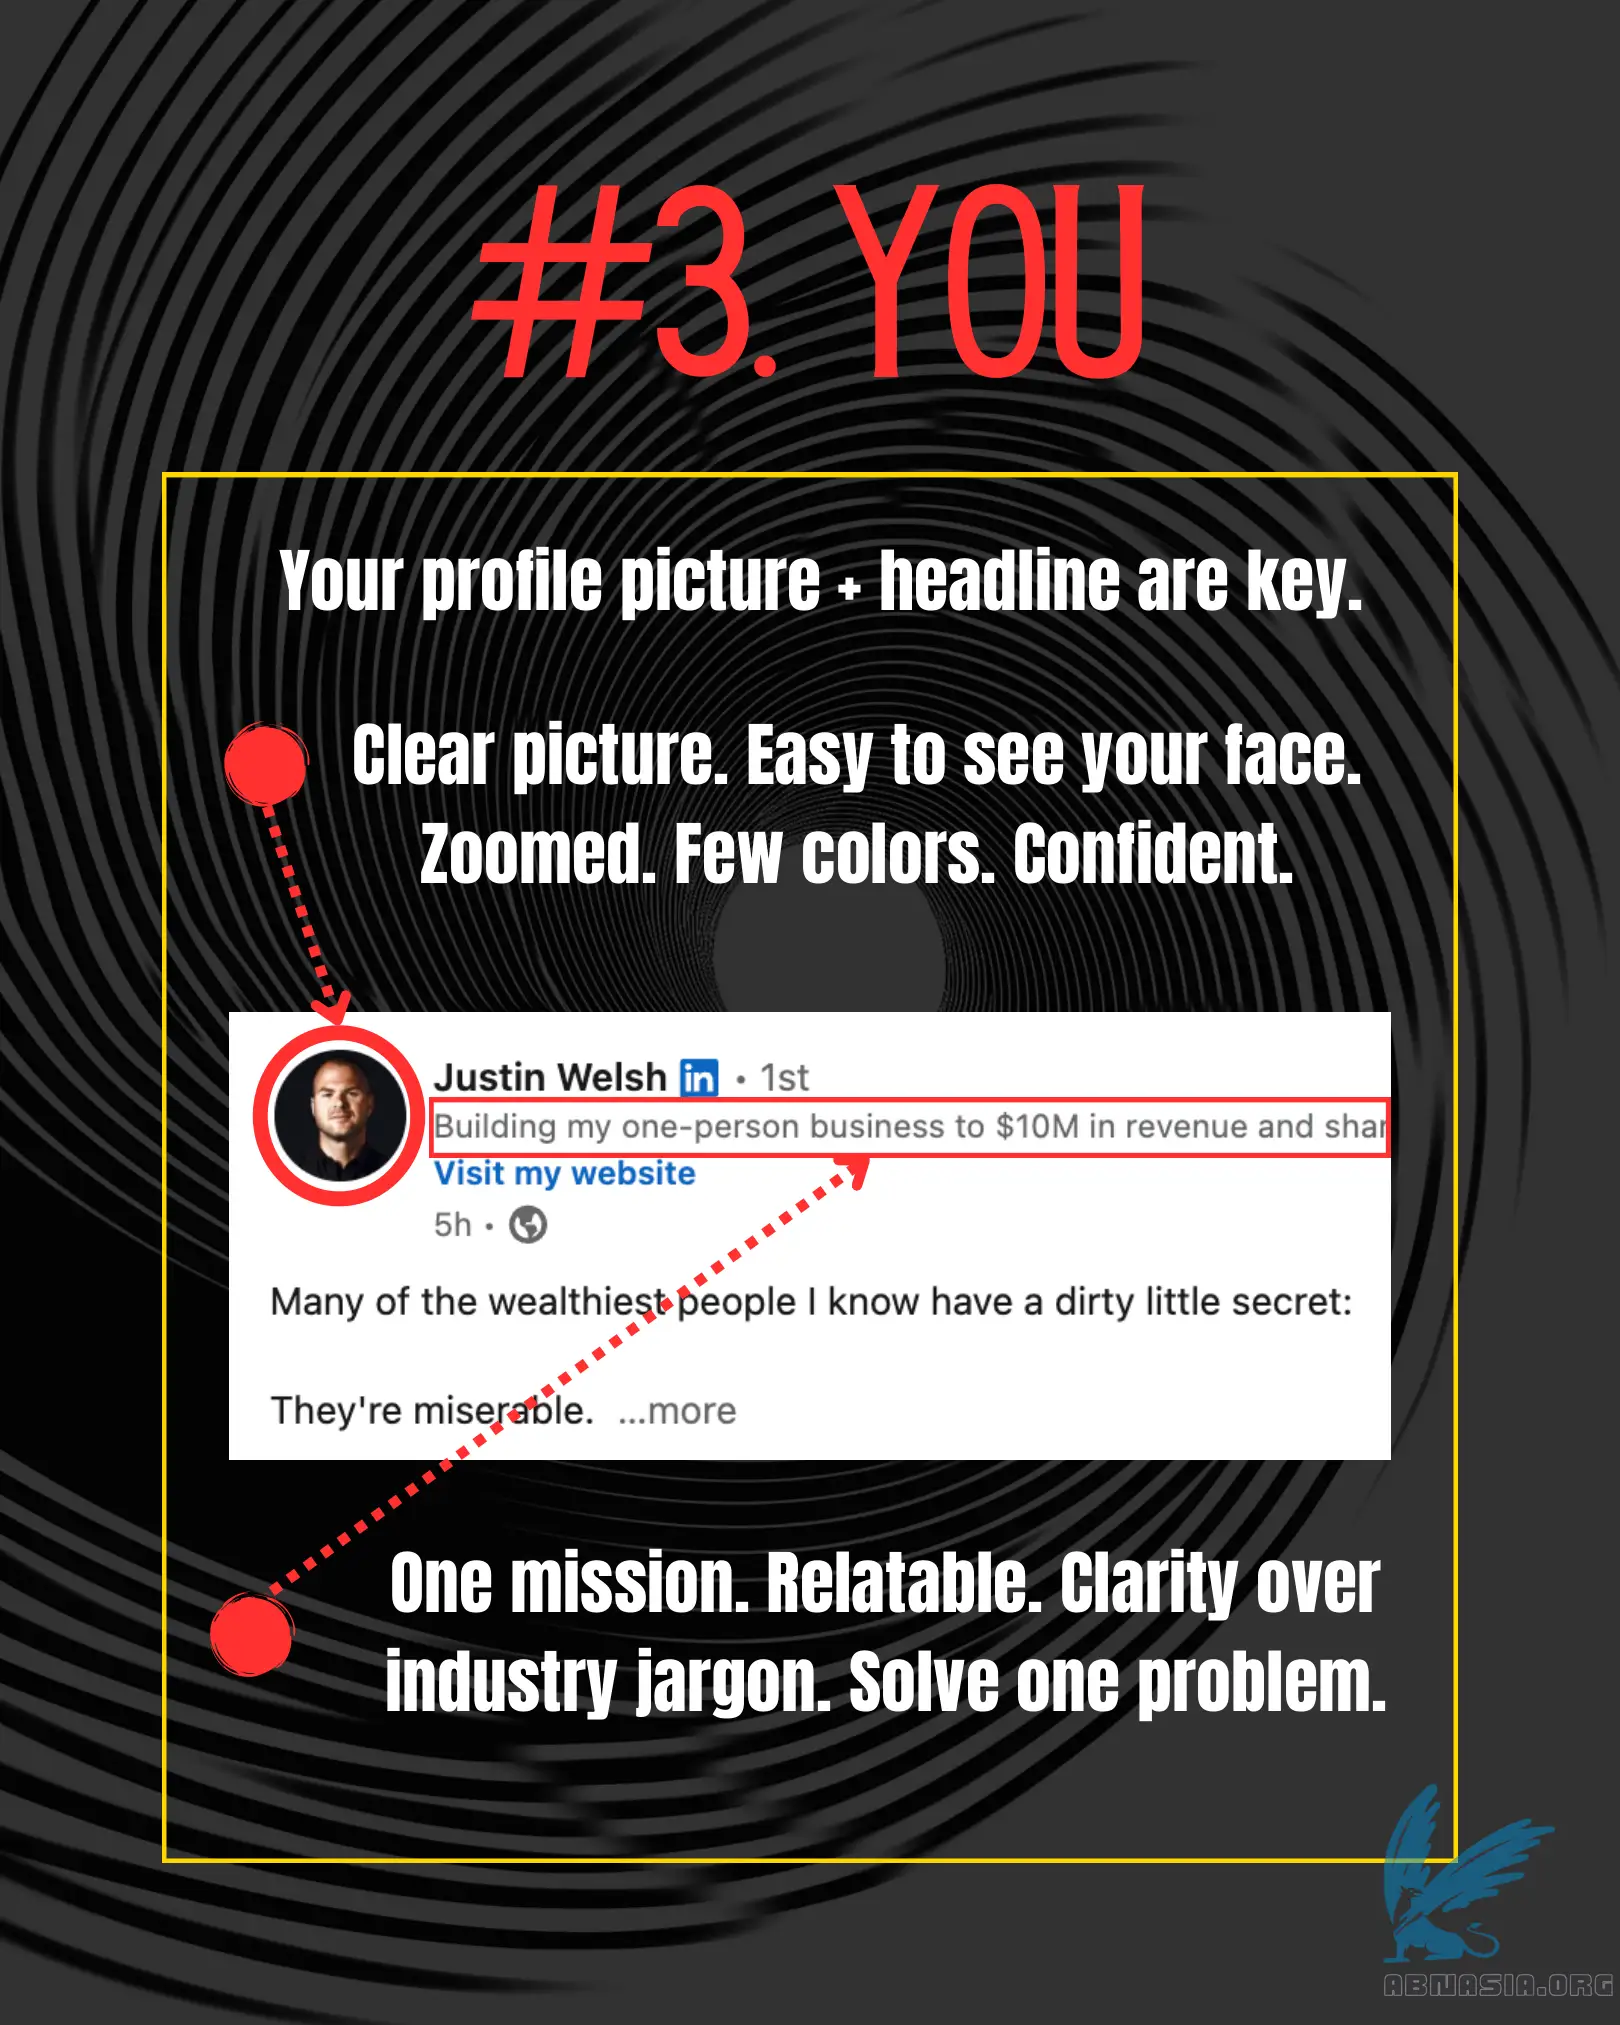 #3. YOU
Your profile picture + headline are key.
Clear picture. Easy to see your face.
Zoomed. Few colors. Confident.
Justin Welsh in • 1st
Building my one-person business to $10M in revenue and shar
Visit my website
5h •
Many of the wealthiest people I know have a dirty little secret:
They're miserable. ...more
One mission. Relatable. Clarity over
industry jargon. Solve one problem.
ABNASIA.ORG